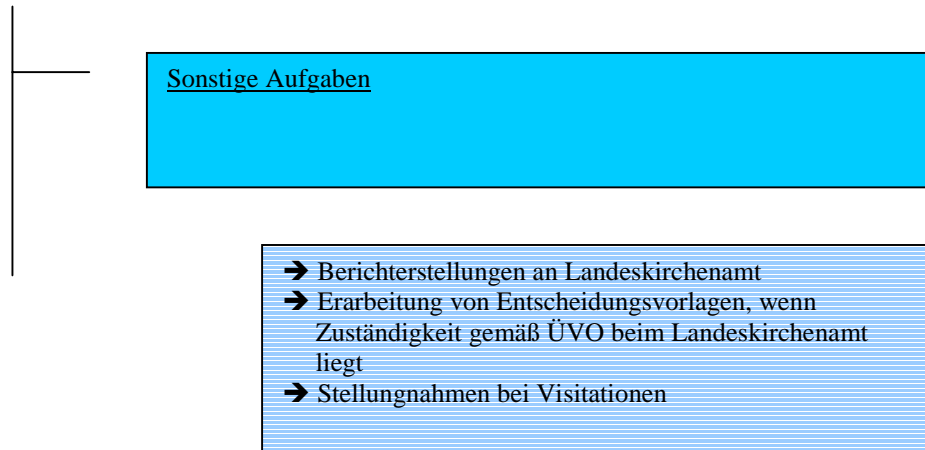 Sonstige Aufgaben
➔ Berichterstellungen an Landeskirchenamt
➔ Erarbeitung von Entscheidungsvorlagen, wenn
Zuständigkeit gemäß ÜVO beim Landeskirchenamt
liegt
➔ Stellungnahmen bei Visitationen